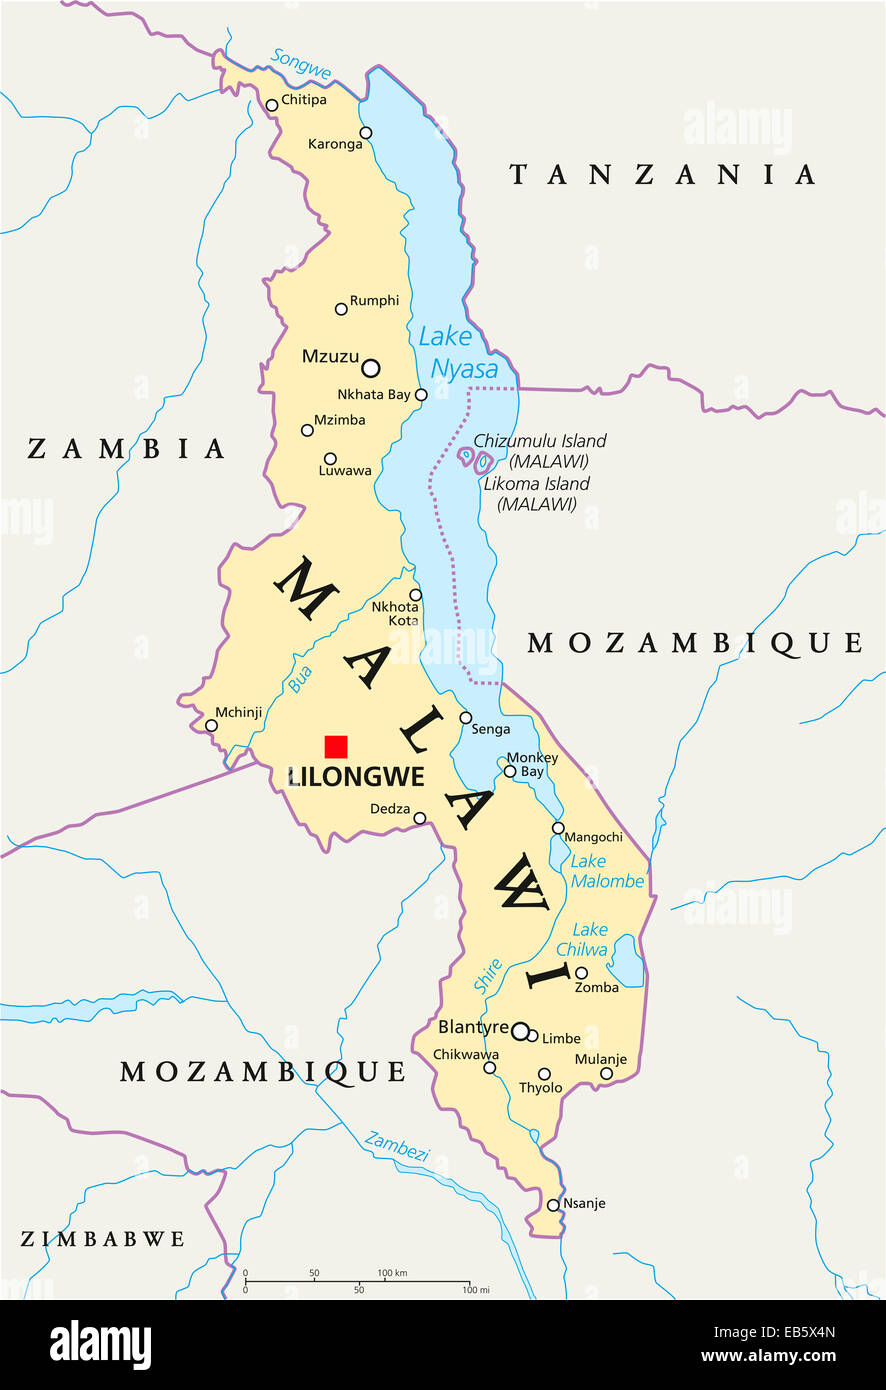 Songwe
Chitipa
Karonga
TANZANIA
Rumphi
Lake
Nyasa
Mzuzu
Nkhata Bay
Mzimba
ZAMBIA
Luwawa
Chizumulu Island
(MALAWI)
Likoma Island
(MALAWI)
MALAWI
Nkhota
Kota
MOZAMBIQUE
Bua
Mchinji
Senga
Monkey
Bay
LILONGWE
Dedza
Mangochi
Lake
Malombe
Lake
Chilwa
Shire
Zomba
Blantyre
Limbe
Chikwawa
Mulanje
Thyolo
MOZAMBIQUE
Zambezi
Nsanje
ZIMBABWE
0 50 100 km
0 50 100 mi
alamy
alamy
alamy
alamy
a alamy
Image ID: EB5X4N
www.alamy.com